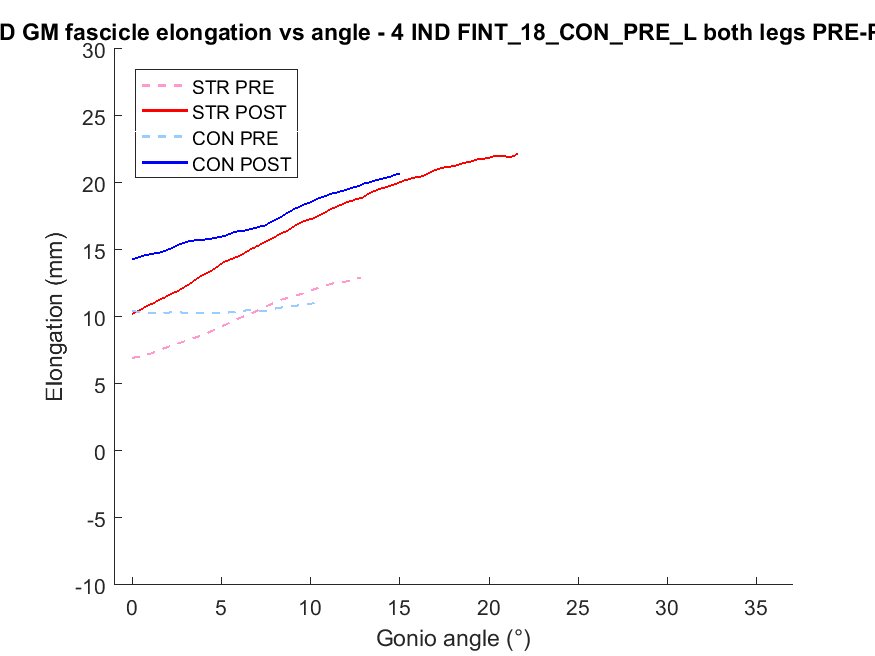 D GM fascicle elongation vs angle - 4 IND FINT_18_CON_PRE_L both legs PRE-P
30
25
20
15
10
5
0
-5
-10
STR PRE
STR POST
CON PRE
CON POST
Elongation (mm)
0 5 10 15 20 25 30 35
Gonio angle (°)